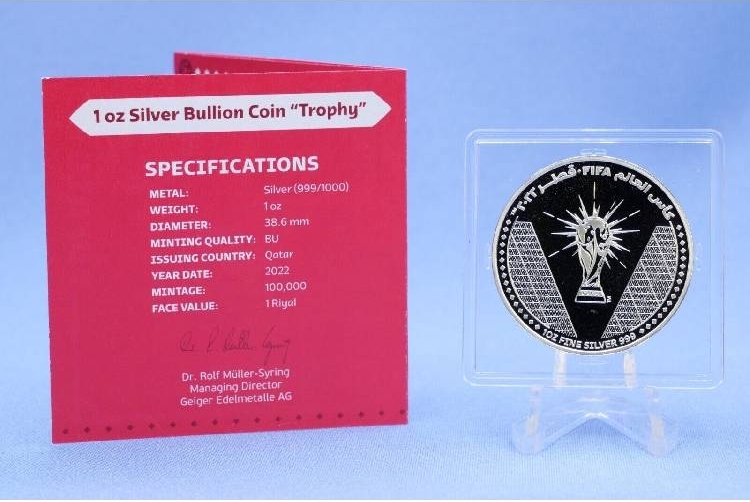 1 oz Silver Bullion Coin “Trophy”
SPECIFICATIONS
METAL: Silver (999/1000)
WEIGHT: 1 oz
DIAMETER: 38.6 mm
MINTING QUALITY: BU
ISSUING COUNTRY: Qatar
YEAR DATE: 2022
MINTAGE: 100,000
FACE VALUE: 1 Riyal
Dr. Rolf Müller-Syring
Managing Director
Geiger Edelmetalle AG
كأس العالم FIFA قطر ٢٠٢٢
1OZ FINE SILVER 999